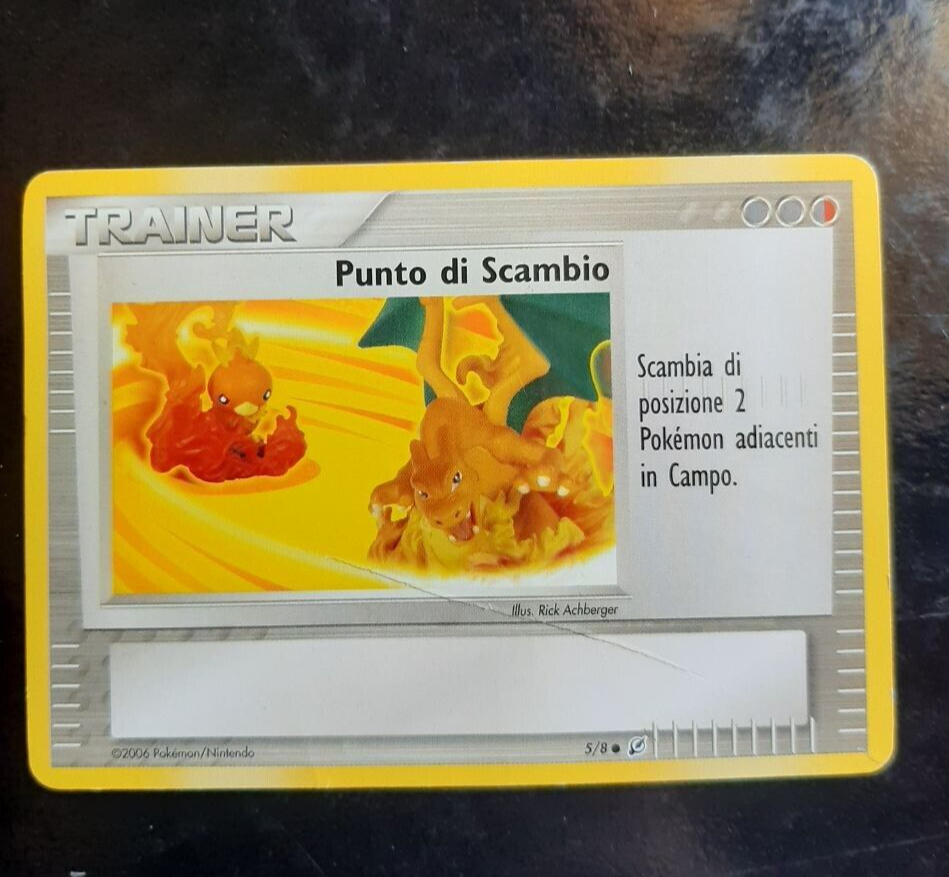 TRAINER
Punto di Scambio
Scambia di
posizione 2
Pokémon adiacenti
in Campo.
Illus. Rick Achberger
©2006 Pokémon/Nintendo
5/8